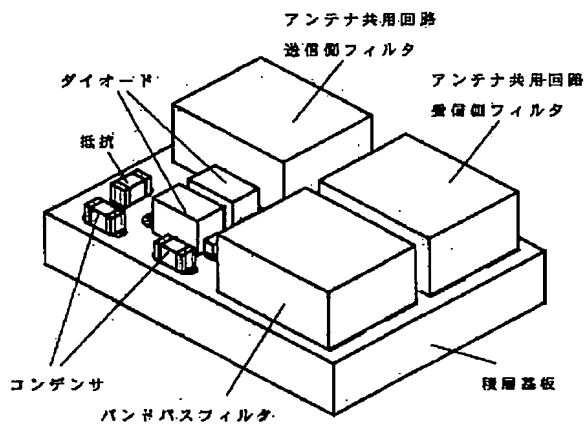 アンテナ共用回路
送信側フィルタ
ダイオード
アンテナ共用回路
受信側フィルタ
抵抗
コンデンサ
積層基板
バンドパスフィルタ